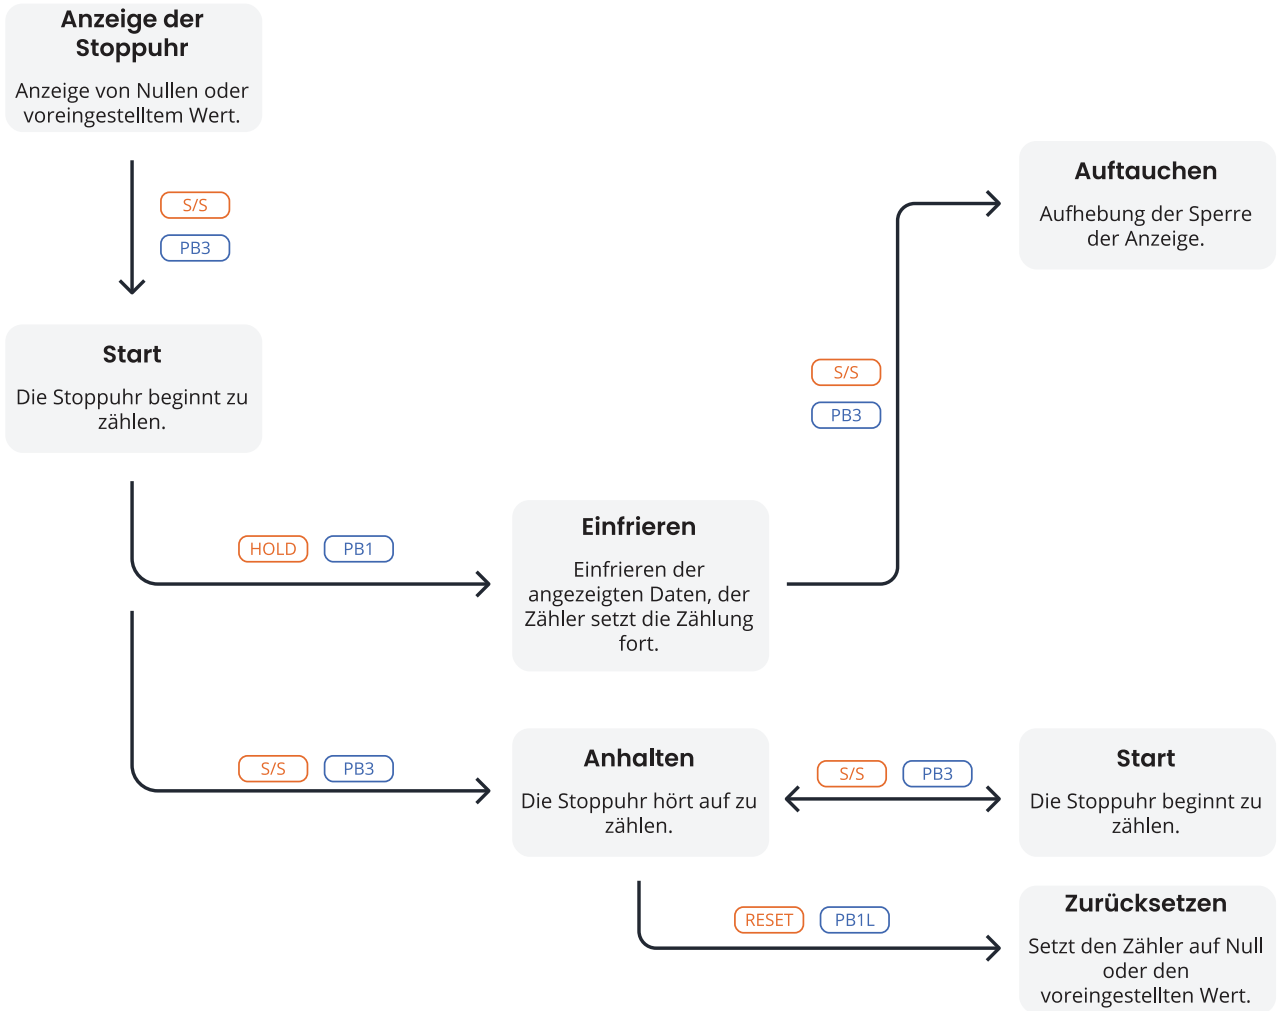 Anzeige der
Stoppuhr
Anzeige von Nullen oder
voreingestelltem Wert.
S/S
PB3
Auftauchen
Aufhebung der Sperre
der Anzeige.
Start
Die Stoppuhr beginnt zu
zählen.
S/S
PB3
HOLD PB1
Einfrieren
Einfrieren der
angezeigten Daten, der
Zähler setzt die Zählung
fort.
S/S PB3
Anhalten
Die Stoppuhr hört auf zu
zählen.
S/S PB3
Start
Die Stoppuhr beginnt zu
zählen.
RESET PB1L
Zurücksetzen
Setzt den Zähler auf Null
oder den
voreingestellten Wert.